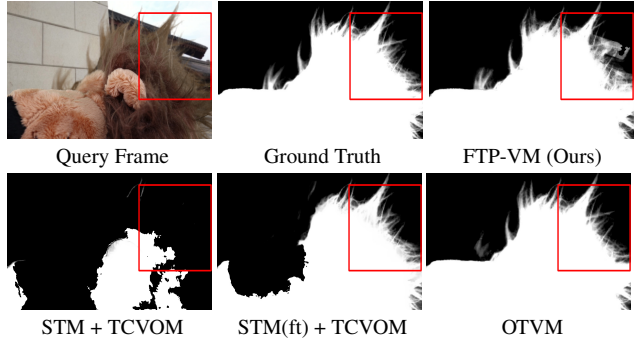 Query Frame
Ground Truth
FTP-VM (Ours)
STM + TCVOM
STM(ft) + TCVOM
OTVM